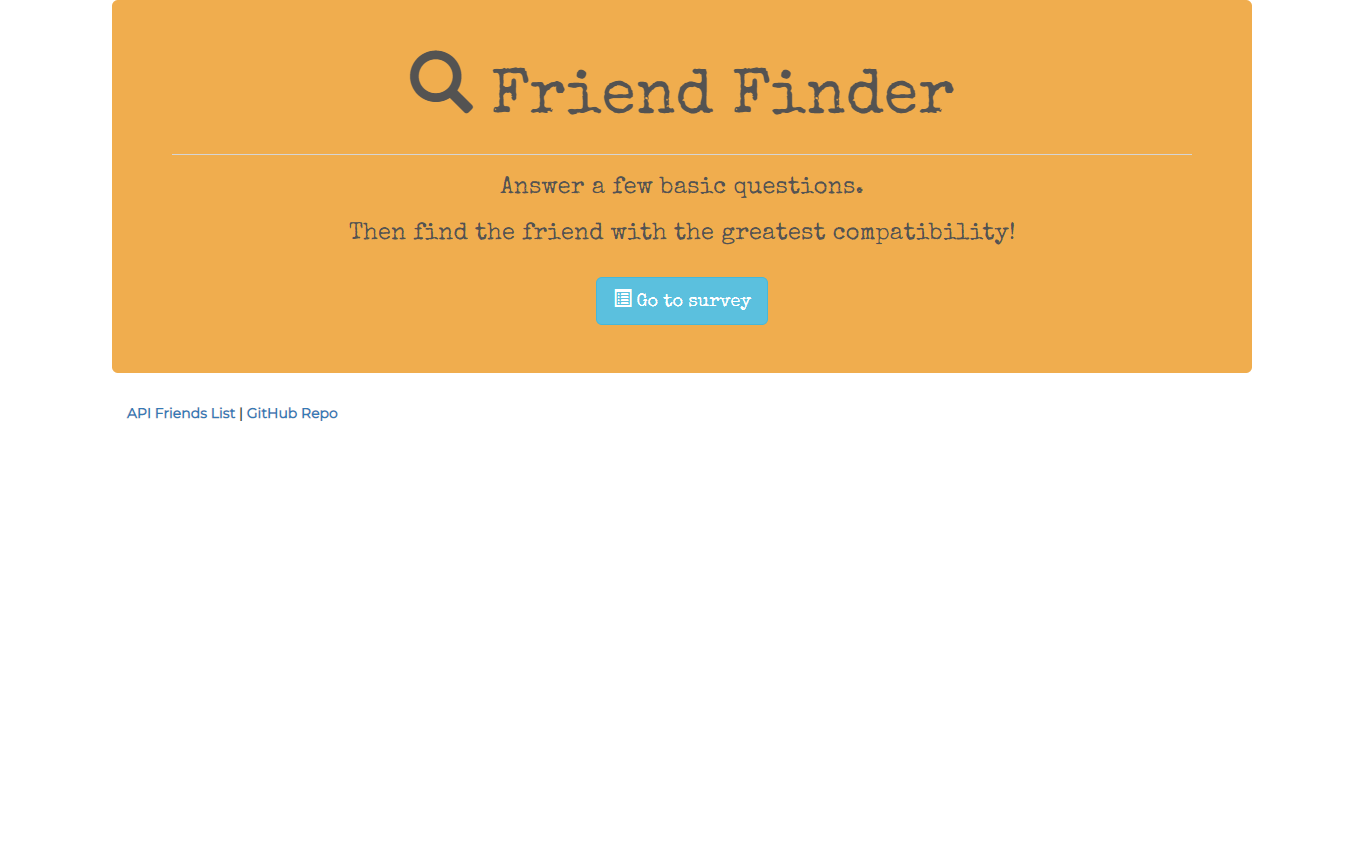 Friend Finder
Answer a few basic questions.
Then find the friend with the greatest compatibility!
Go to survey
API Friends List | GitHub Repo